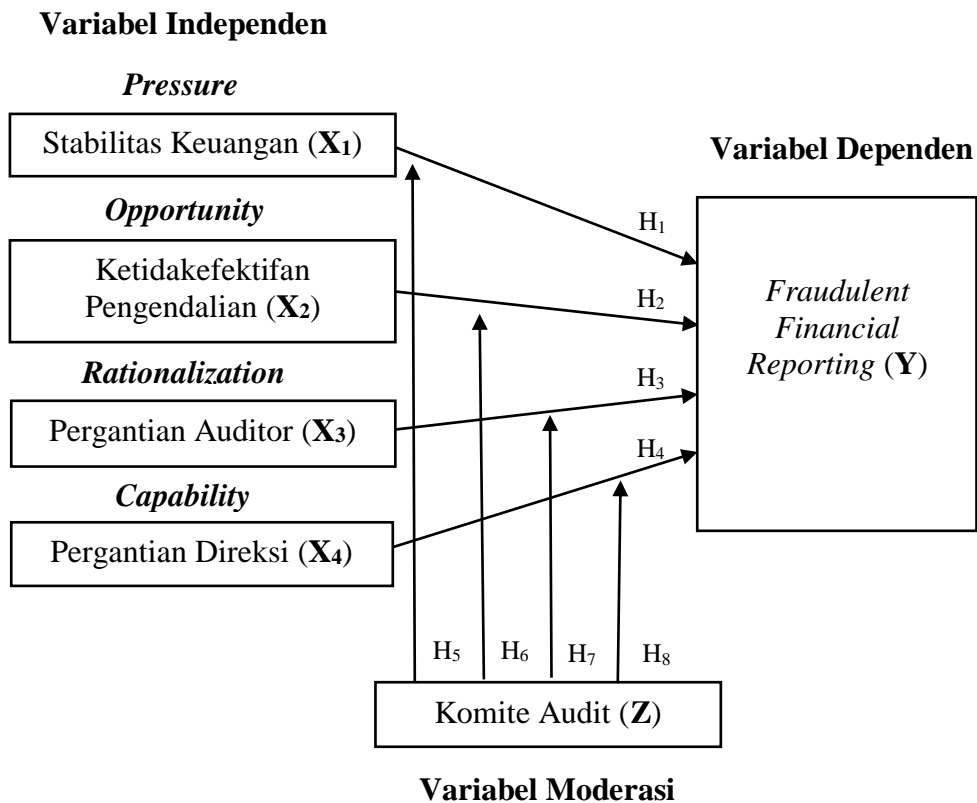 Variabel Independen
Pressure
Stabilitas Keuangan (X₁)
Variabel Dependen
Opportunity
H₁
Ketidakefektifan
Pengendalian (X₂)
H₂
Fraudulent
Financial
Reporting (Y)
Rationalization
H₃
Pergantian Auditor (X₃)
H₄
Capability
Pergantian Direksi (X₄)
H₅ H₆ H₇ H₈
Komite Audit (Z)
Variabel Moderasi